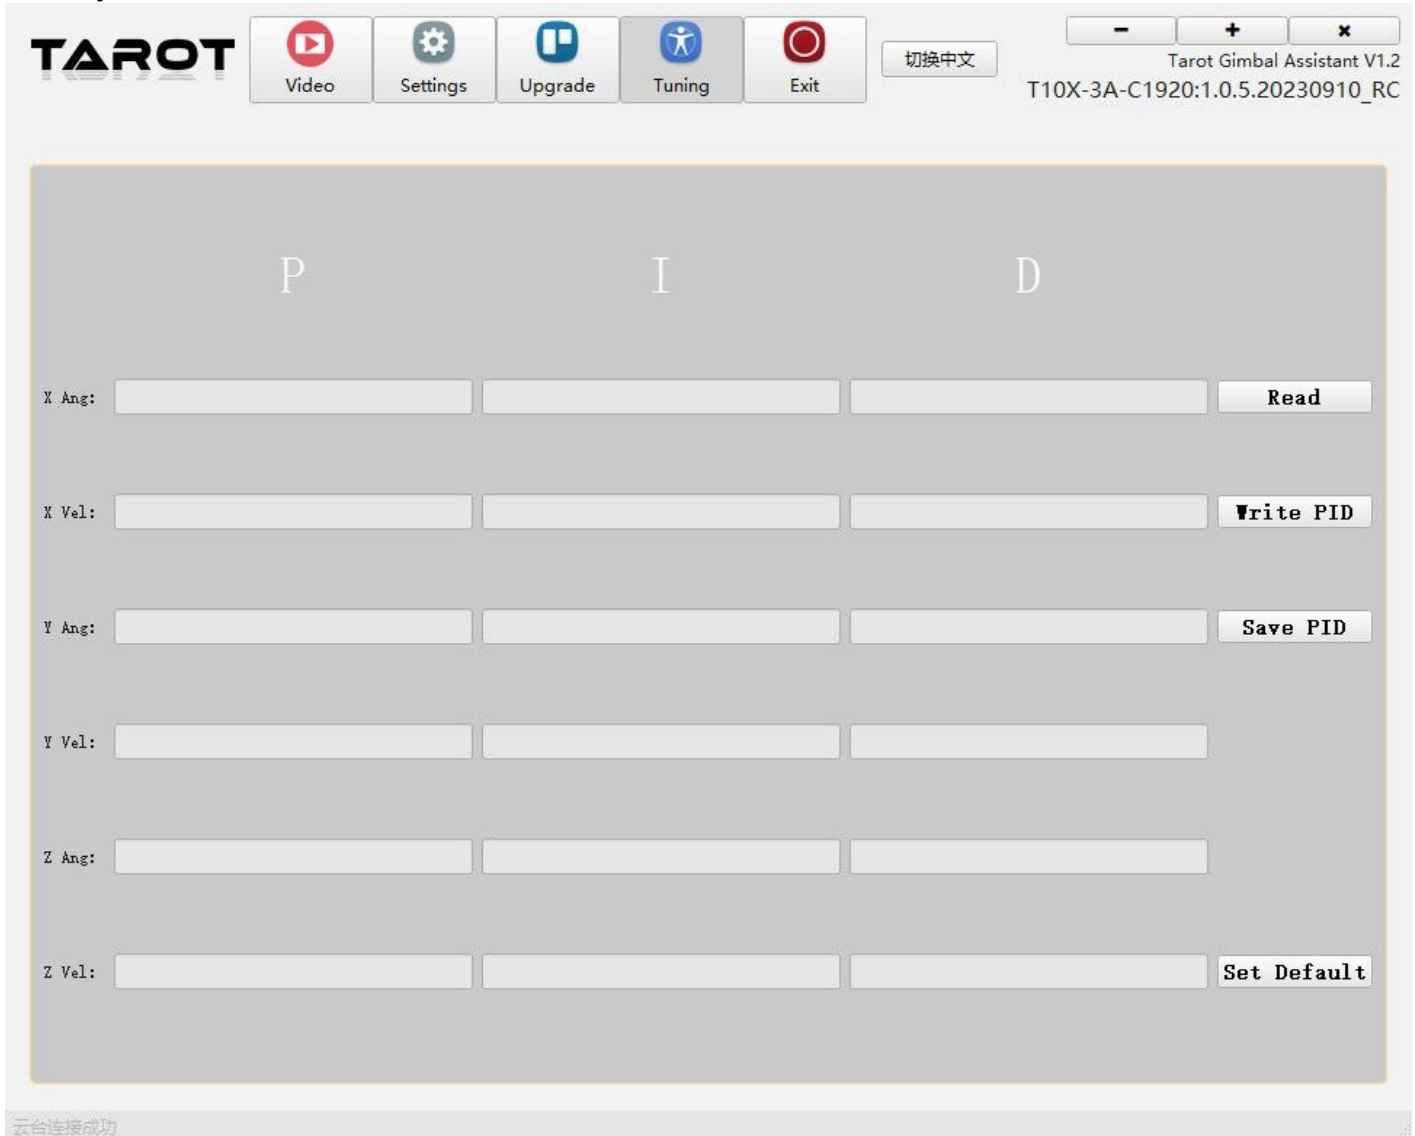 TAROT
Video
Settings
Upgrade
Tuning
Exit
切换中文
Tarot Gimbal Assistant V1.2
T10X-3A-C1920:1.0.5.20230910_RC
P I D
X Ang:
Read
X Vel:
Write PID
Y Ang:
Save PID
Y Vel:
Z Ang:
Z Vel:
Set Default
云台连接成功